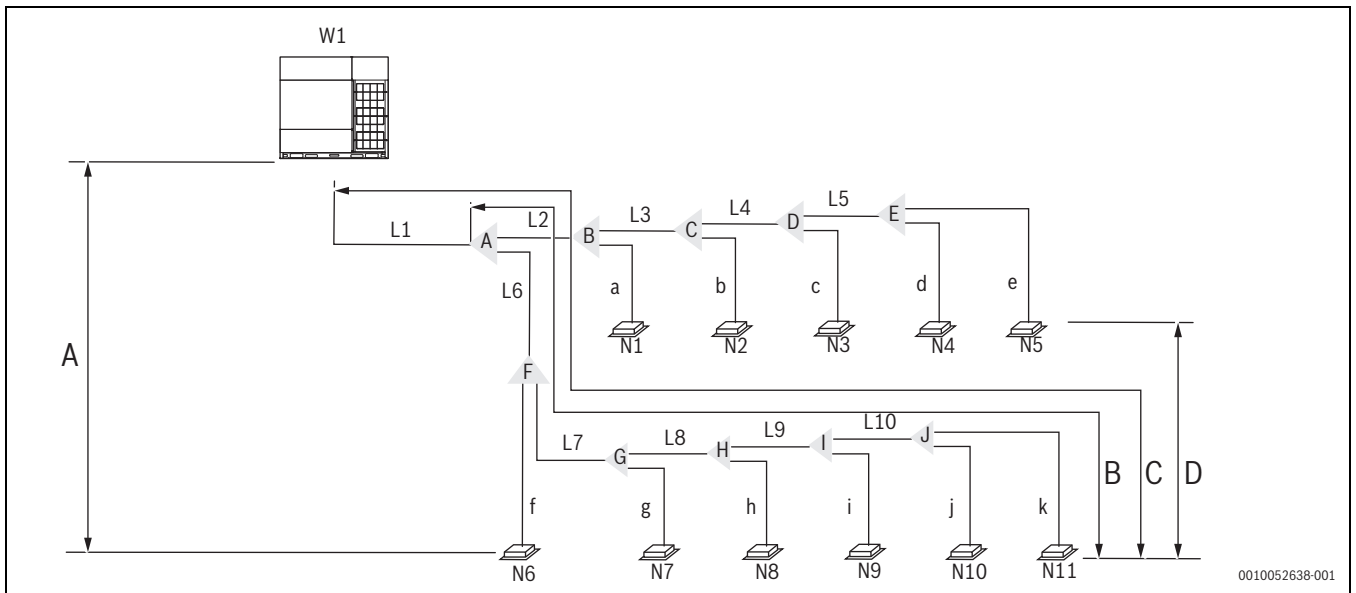 W1
L5
L4
L3
L2
E
D
C
B
L1
A
a
b
c
d
e
L6
N1
N2
N3
N4
N5
A
F
L10
L9
L8
L7
J
I
H
G
B
C
D
f
g
h
i
j
k
N6
N7
N8
N9
N10
N11
0010052638-001